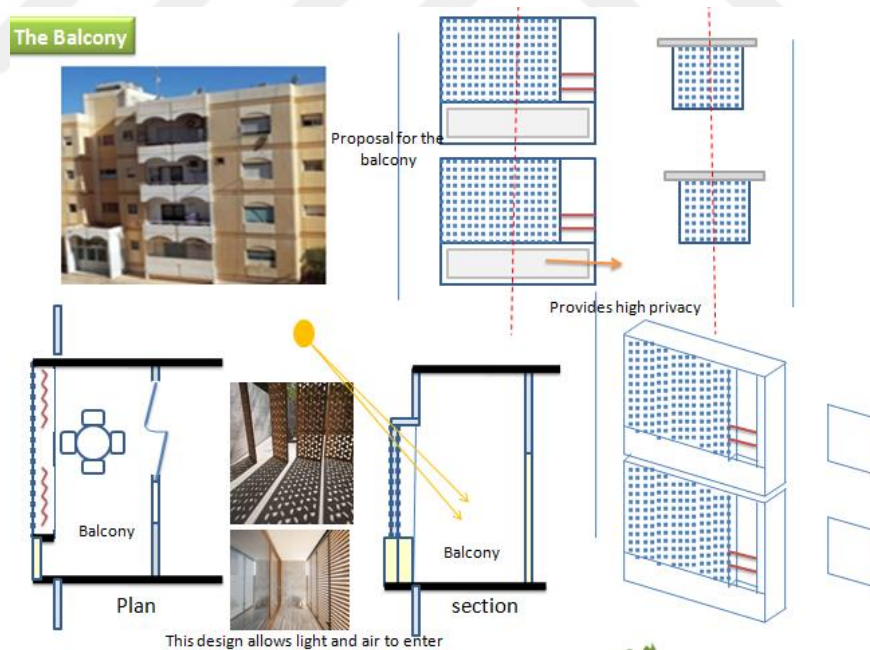 The Balcony
Proposal for the
balcony
Provides high privacy
Balcony
Balcony
Plan
section
This design allows light and air to enter